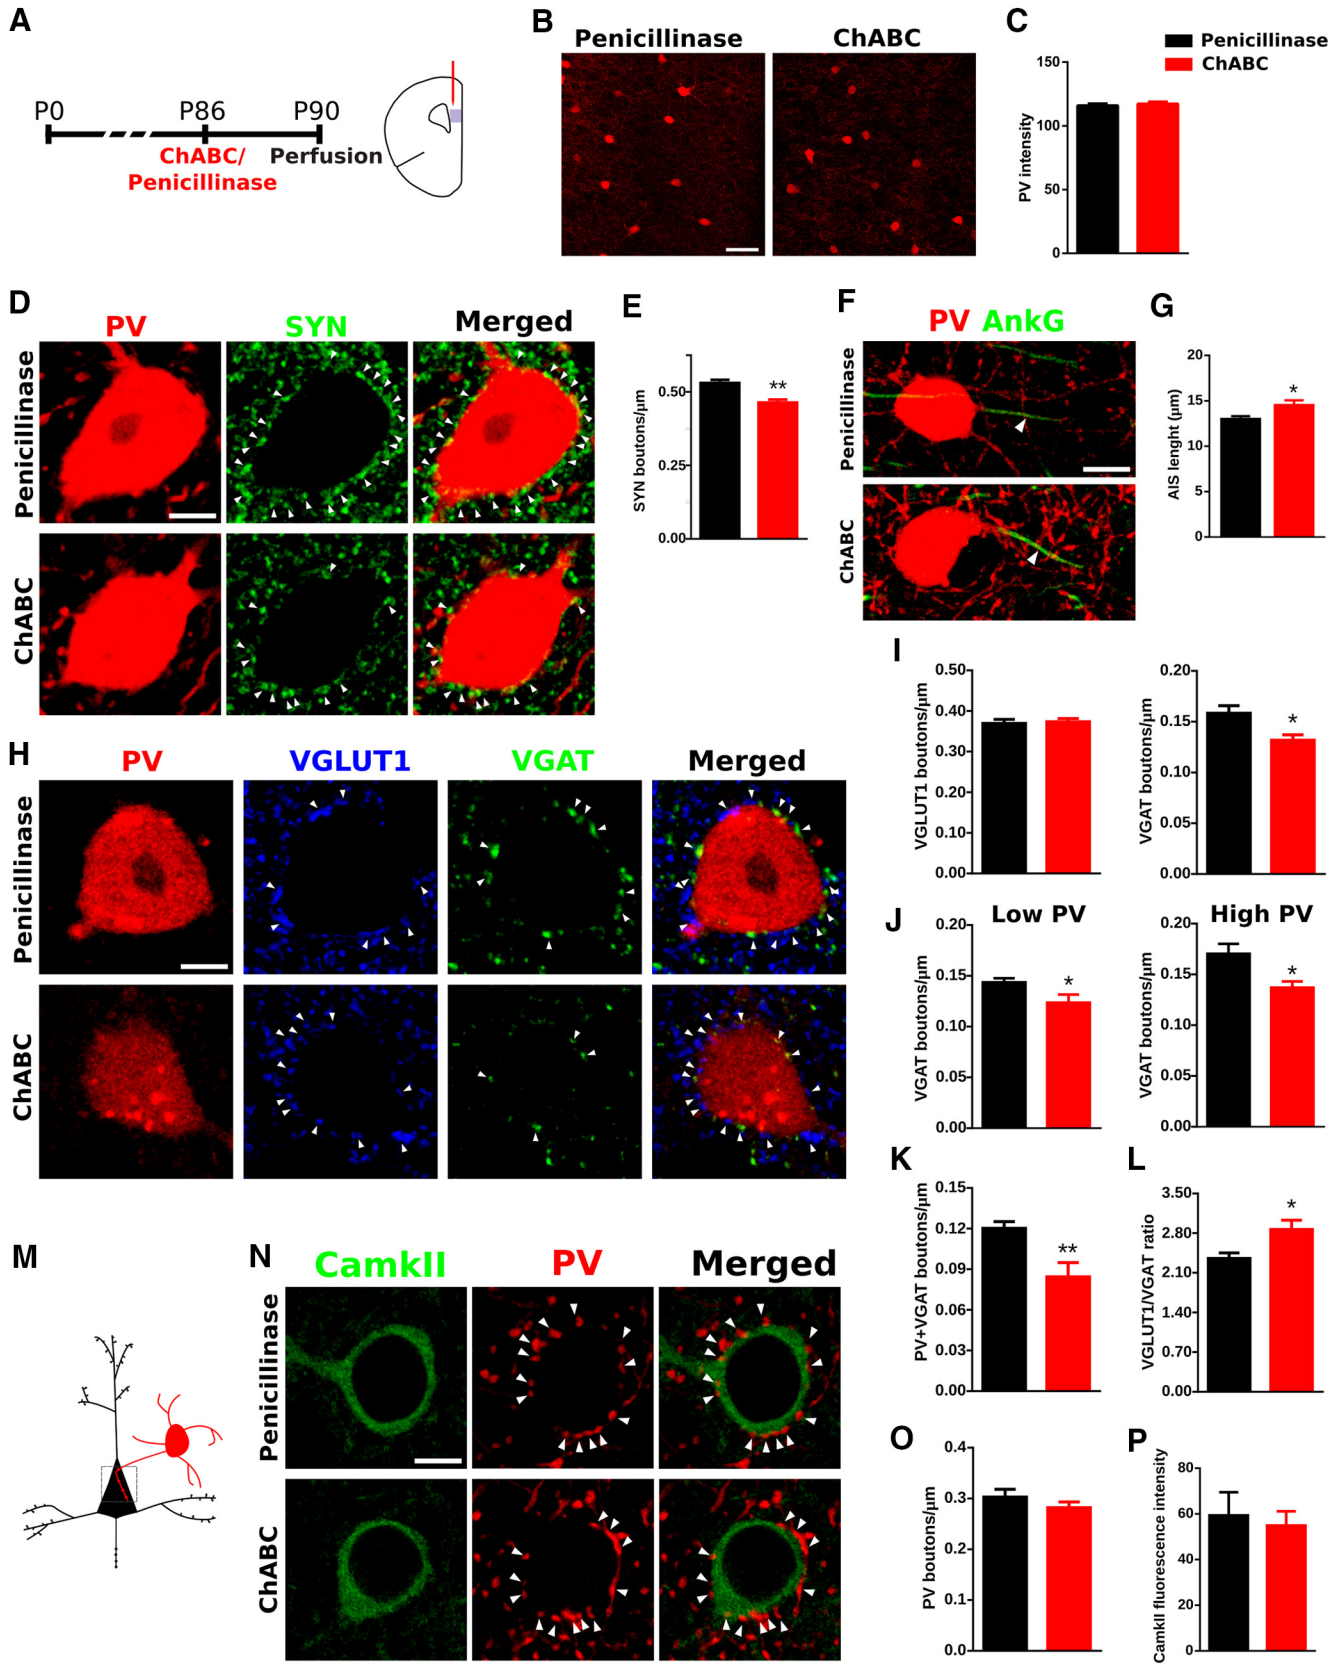 A
P0 P86 P90
ChABC/ Perfusion
Penicillinase
B
Penicillinase ChABC
C
Penicillinase
ChABC
PV intensity
150
100
50
0
D
PV SYN Merged
Penicillinase
ChABC
E
SYN boutons/µm
0.50
0.25
0.00
**
F
PV AnkG
Penicillinase
ChABC
G
AIS lenght (µm)
20
15
10
5
0
*
H
PV VGLUT1 VGAT Merged
Penicillinase
ChABC
I
VGLUT1 boutons/µm
0.50
0.40
0.30
0.20
0.10
0.00
VGAT boutons/µm
0.20
0.15
0.10
0.05
0.00
*
J
Low PV
VGAT boutons/µm
0.20
0.15
0.10
0.05
0.00
*
High PV
VGAT boutons/µm
0.20
0.15
0.10
0.05
0.00
*
K
PV+VGAT boutons/µm
0.15
0.12
0.09
0.06
0.03
0.00
**
L
VGLUT1/VGAT ratio
3.50
2.80
2.10
1.40
0.70
0.00
*
M
N
CamkII PV Merged
Penicillinase
ChABC
O
PV boutons/µm
0.4
0.3
0.2
0.1
0.0
P
CamkII fluorescence intensity
80
60
40
20
0